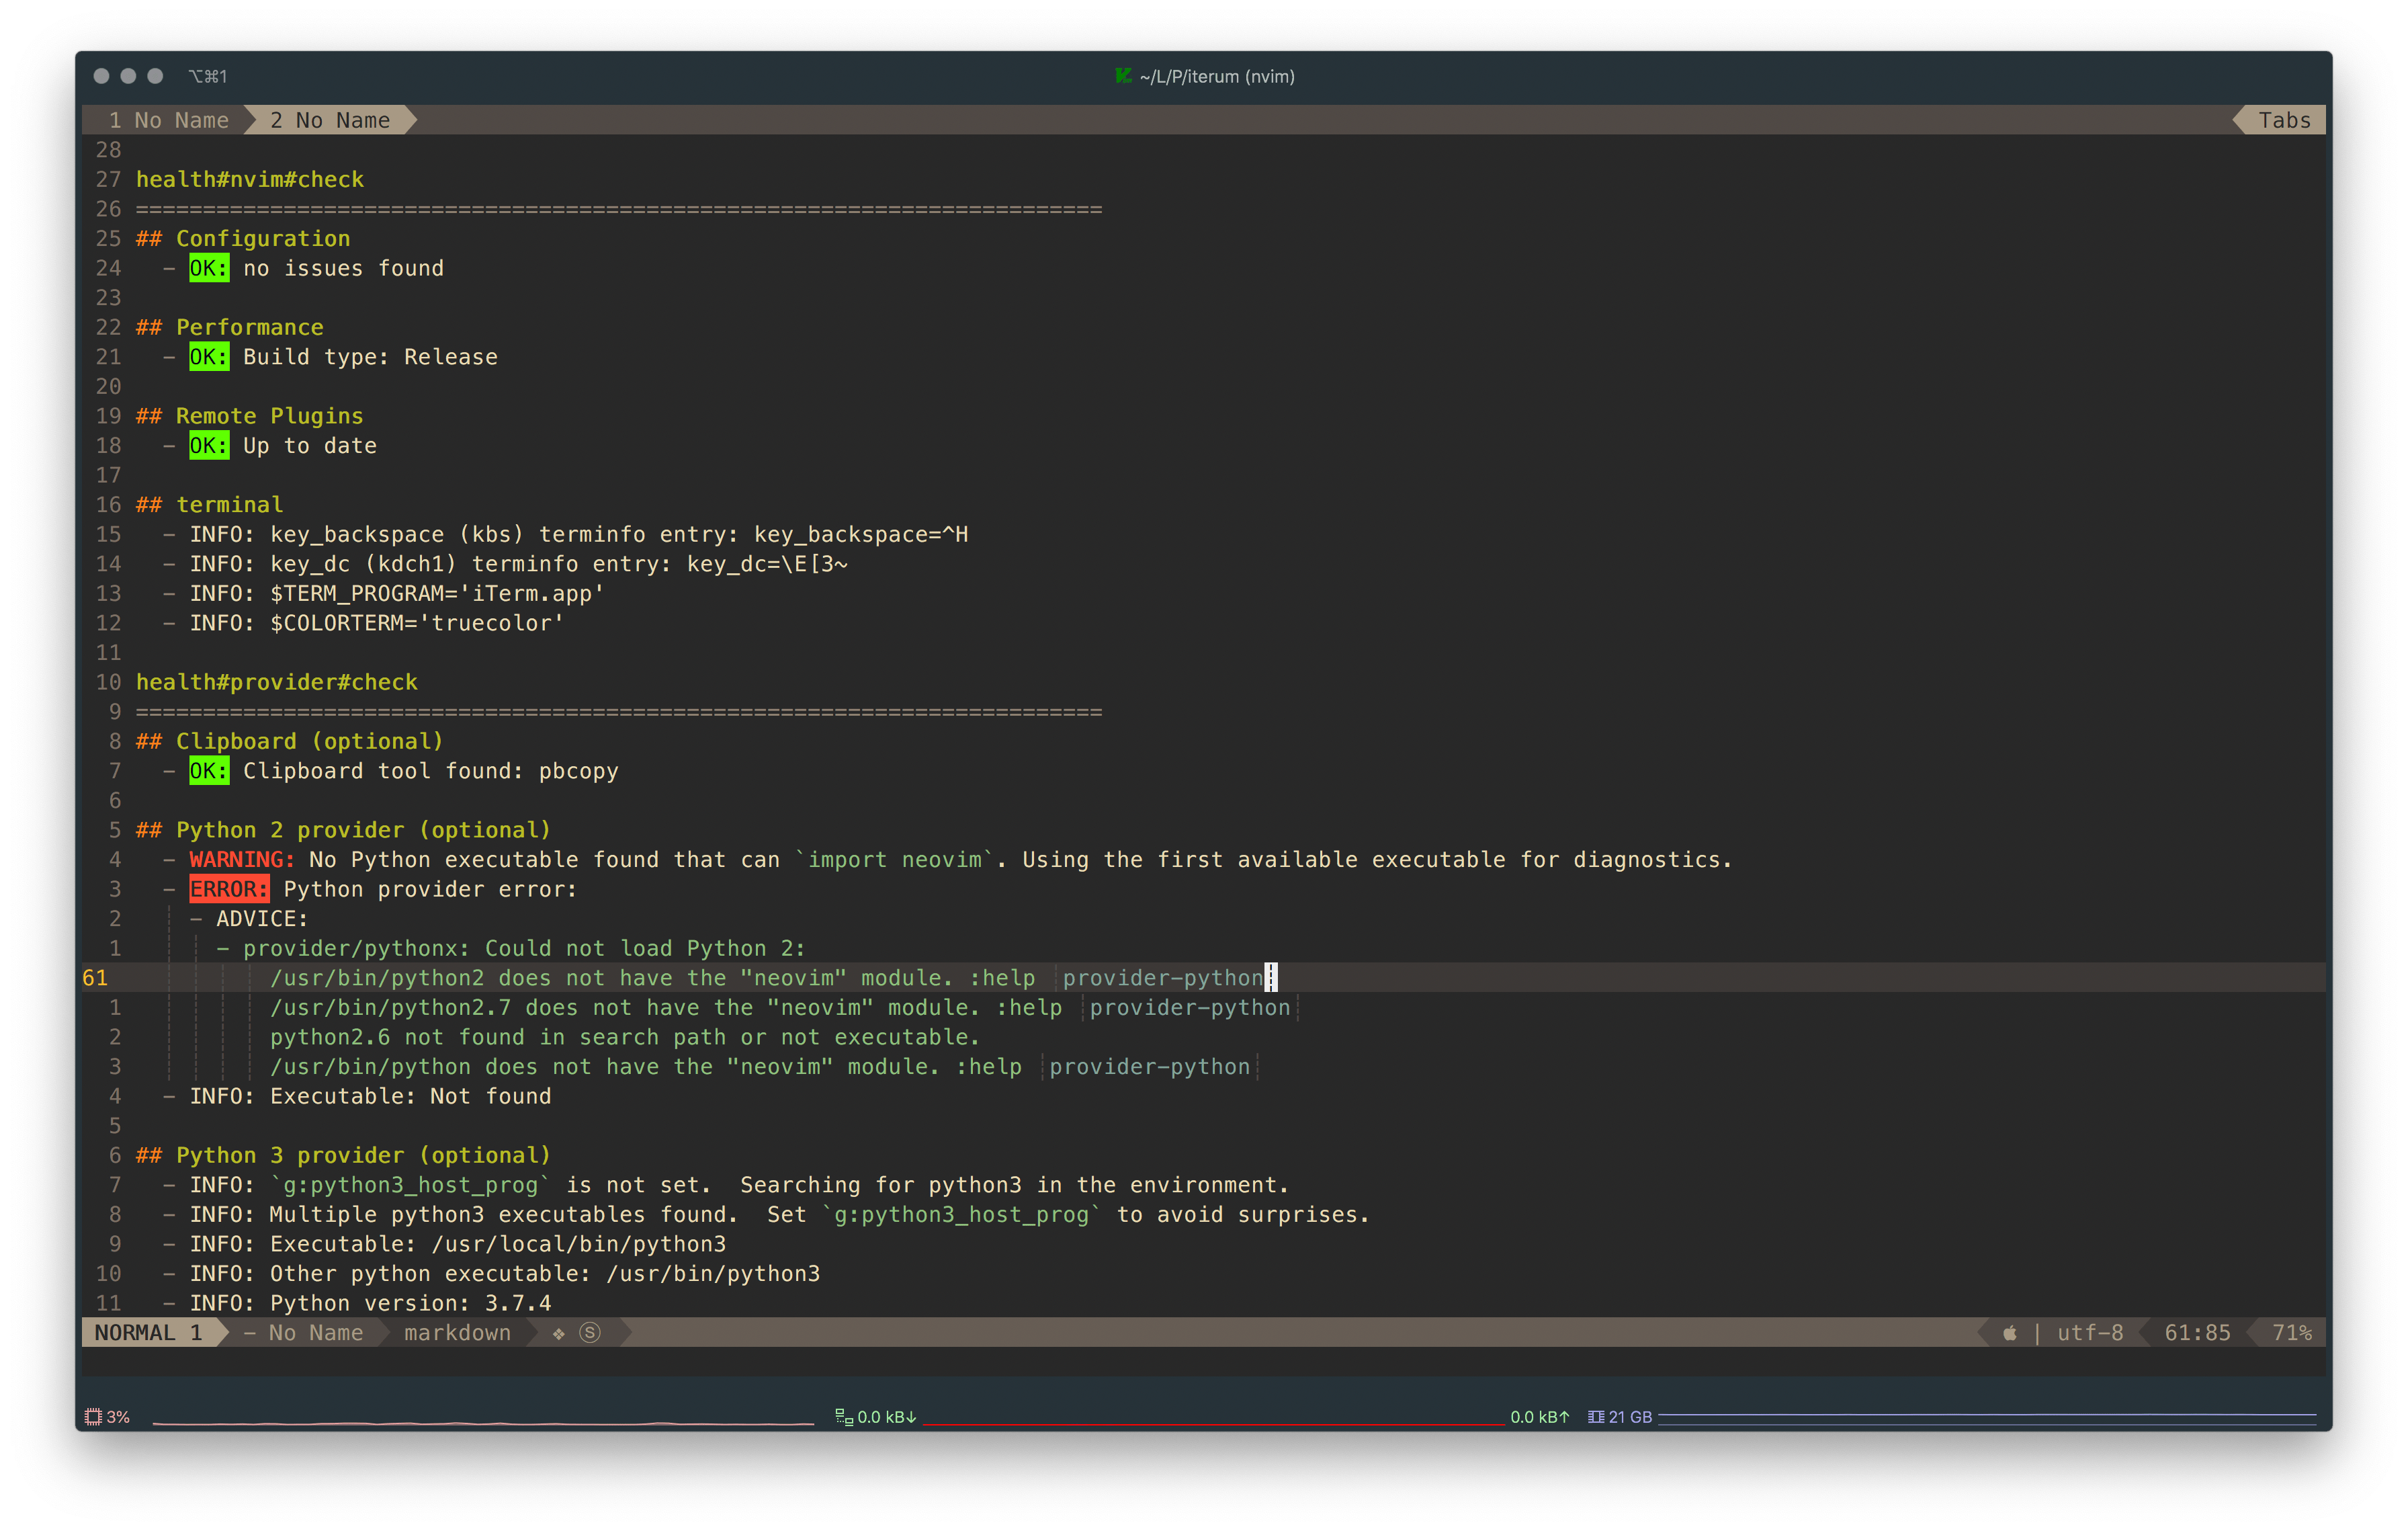 ⌥⌘1
~/L/P/iterum (nvim)
1 No Name 2 No Name Tabs
28
27 health#nvim#check
26 ========================================================================
25 ## Configuration
24 - OK: no issues found
23
22 ## Performance
21 - OK: Build type: Release
20
19 ## Remote Plugins
18 - OK: Up to date
17
16 ## terminal
15 - INFO: key_backspace (kbs) terminfo entry: key_backspace=^H
14 - INFO: key_dc (kdch1) terminfo entry: key_dc=\E[3~
13 - INFO: $TERM_PROGRAM='iTerm.app'
12 - INFO: $COLORTERM='truecolor'
11
10 health#provider#check
9 ========================================================================
8 ## Clipboard (optional)
7 - OK: Clipboard tool found: pbcopy
6
5 ## Python 2 provider (optional)
4 - WARNING: No Python executable found that can `import neovim`. Using the first available executable for diagnostics.
3 - ERROR: Python provider error:
2 - ADVICE:
1 - provider/pythonx: Could not load Python 2:
61 /usr/bin/python2 does not have the "neovim" module. :help ¦provider-python¦
1 /usr/bin/python2.7 does not have the "neovim" module. :help ¦provider-python¦
2 python2.6 not found in search path or not executable.
3 /usr/bin/python does not have the "neovim" module. :help ¦provider-python¦
4 - INFO: Executable: Not found
5
6 ## Python 3 provider (optional)
7 - INFO: `g:python3_host_prog` is not set.  Searching for python3 in the environment.
8 - INFO: Multiple python3 executables found.  Set `g:python3_host_prog` to avoid surprises.
9 - INFO: Executable: /usr/local/bin/python3
10 - INFO: Other python executable: /usr/bin/python3
11 - INFO: Python version: 3.7.4
NORMAL 1 - No Name markdown ❖ Ⓢ | utf-8 61:85 71%
3% 0.0 kB↓ 0.0 kB↑ 21 GB